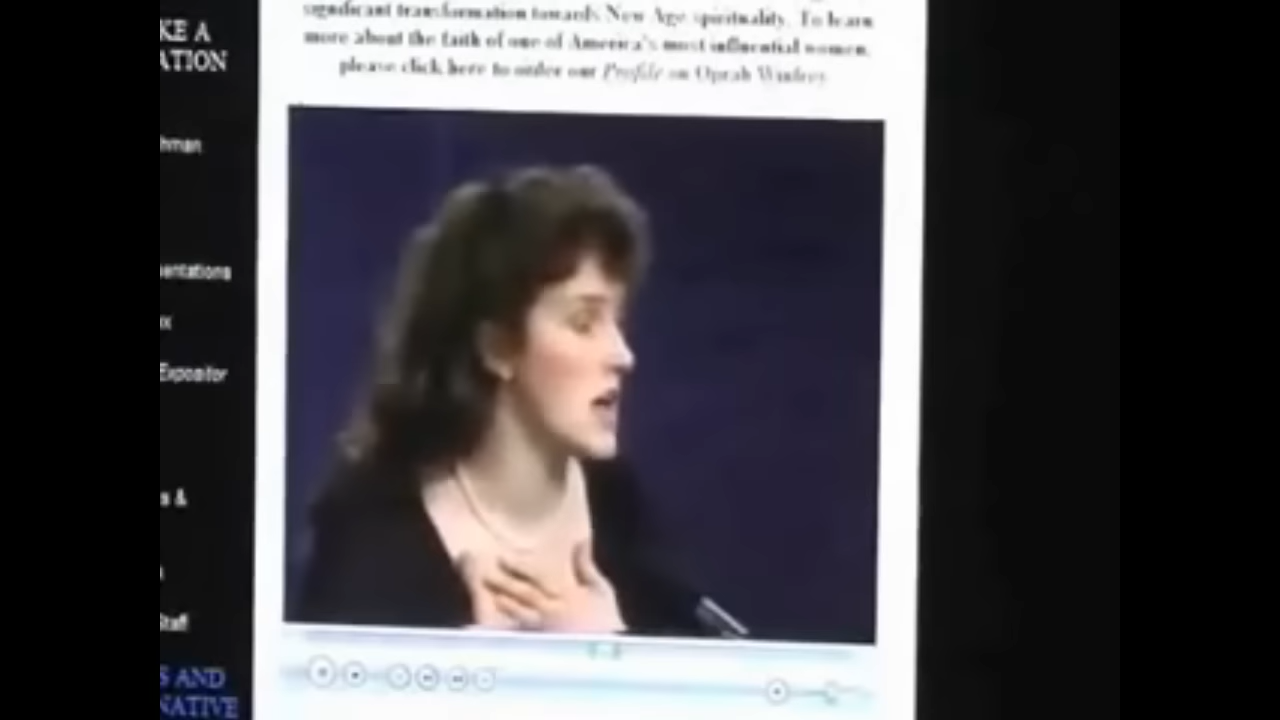 KE A
ATION
hman
entations
x
Expositor
s &
Staff
S AND
NATIVE
significant transformation towards New Age spirituality. To learn
more about the faith of one of America's most influential women,
please click here to order our Profile on Oprah Winfrey